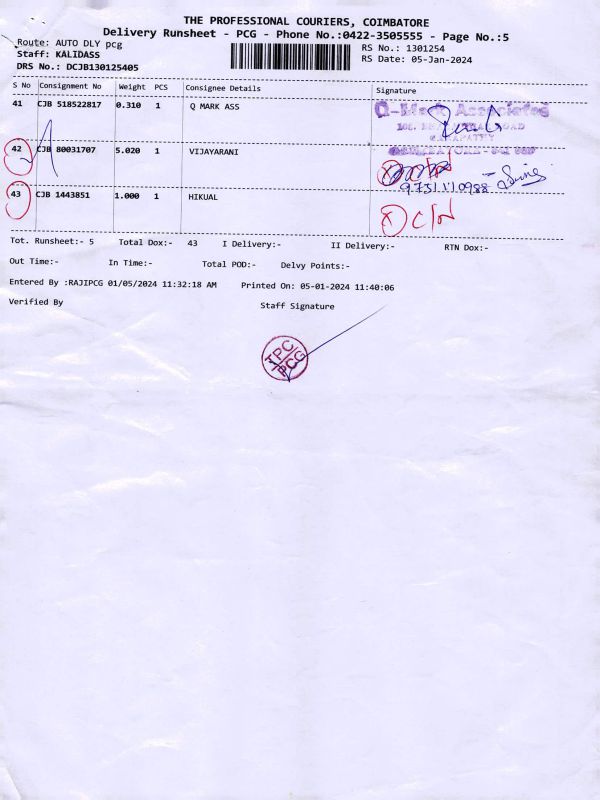 THE PROFESSIONAL COURIERS, COIMBATORE
Delivery Runsheet - PCG - Phone No.:0422-3505555 - Page No.:5
Route: AUTO DLY pcg
Staff: KALIDASS
DRS No.: DCJB130125405
RS No.: 1301254
RS Date: 05-Jan-2024
S No Consignment No Weight PCS Consignee Details Signature
41 CJB 518522817 0.310 1 Q MARK ASS
Q-Mark Associates
42 CJB 80031707 5.020 1 VIJAYARANI
9731110988
43 CJB 1443851 1.000 1 HIKUAL
C/N
Tot. Runsheet:- 5 Total Dox:- 43 I Delivery:- II Delivery:- RTN Dox:-
Out Time:- In Time:- Total POD:- Delvy Points:-
Entered By :RAJIPCG 01/05/2024 11:32:18 AM Printed On: 05-01-2024 11:40:06
Verified By Staff Signature
TPC
PCG